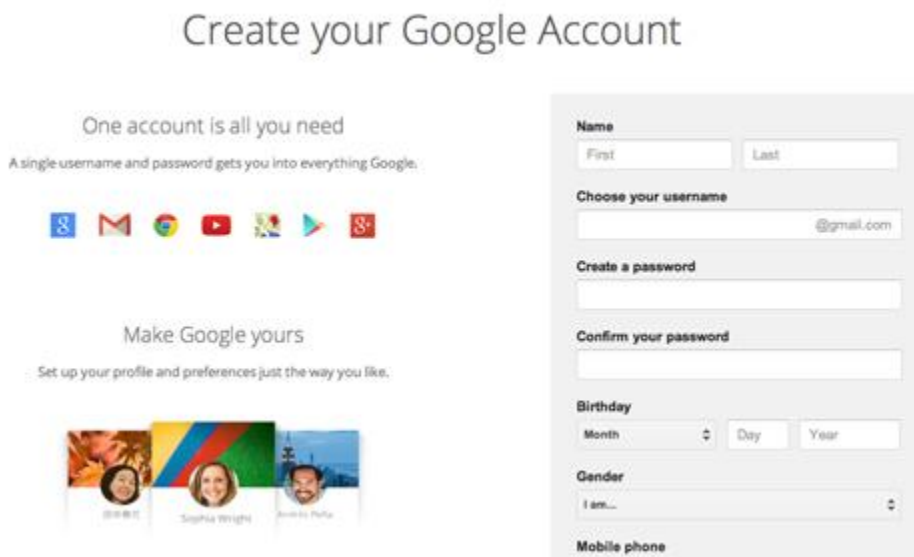 Create your Google Account
One account is all you need
A single username and password gets you into everything Google.
Make Google yours
Set up your profile and preferences just the way you like.
Sophia Wright
Name
First Last
Choose your username
@gmail.com
Create a password
Confirm your password
Birthday
Month Day Year
Gender
I am...
Mobile phone